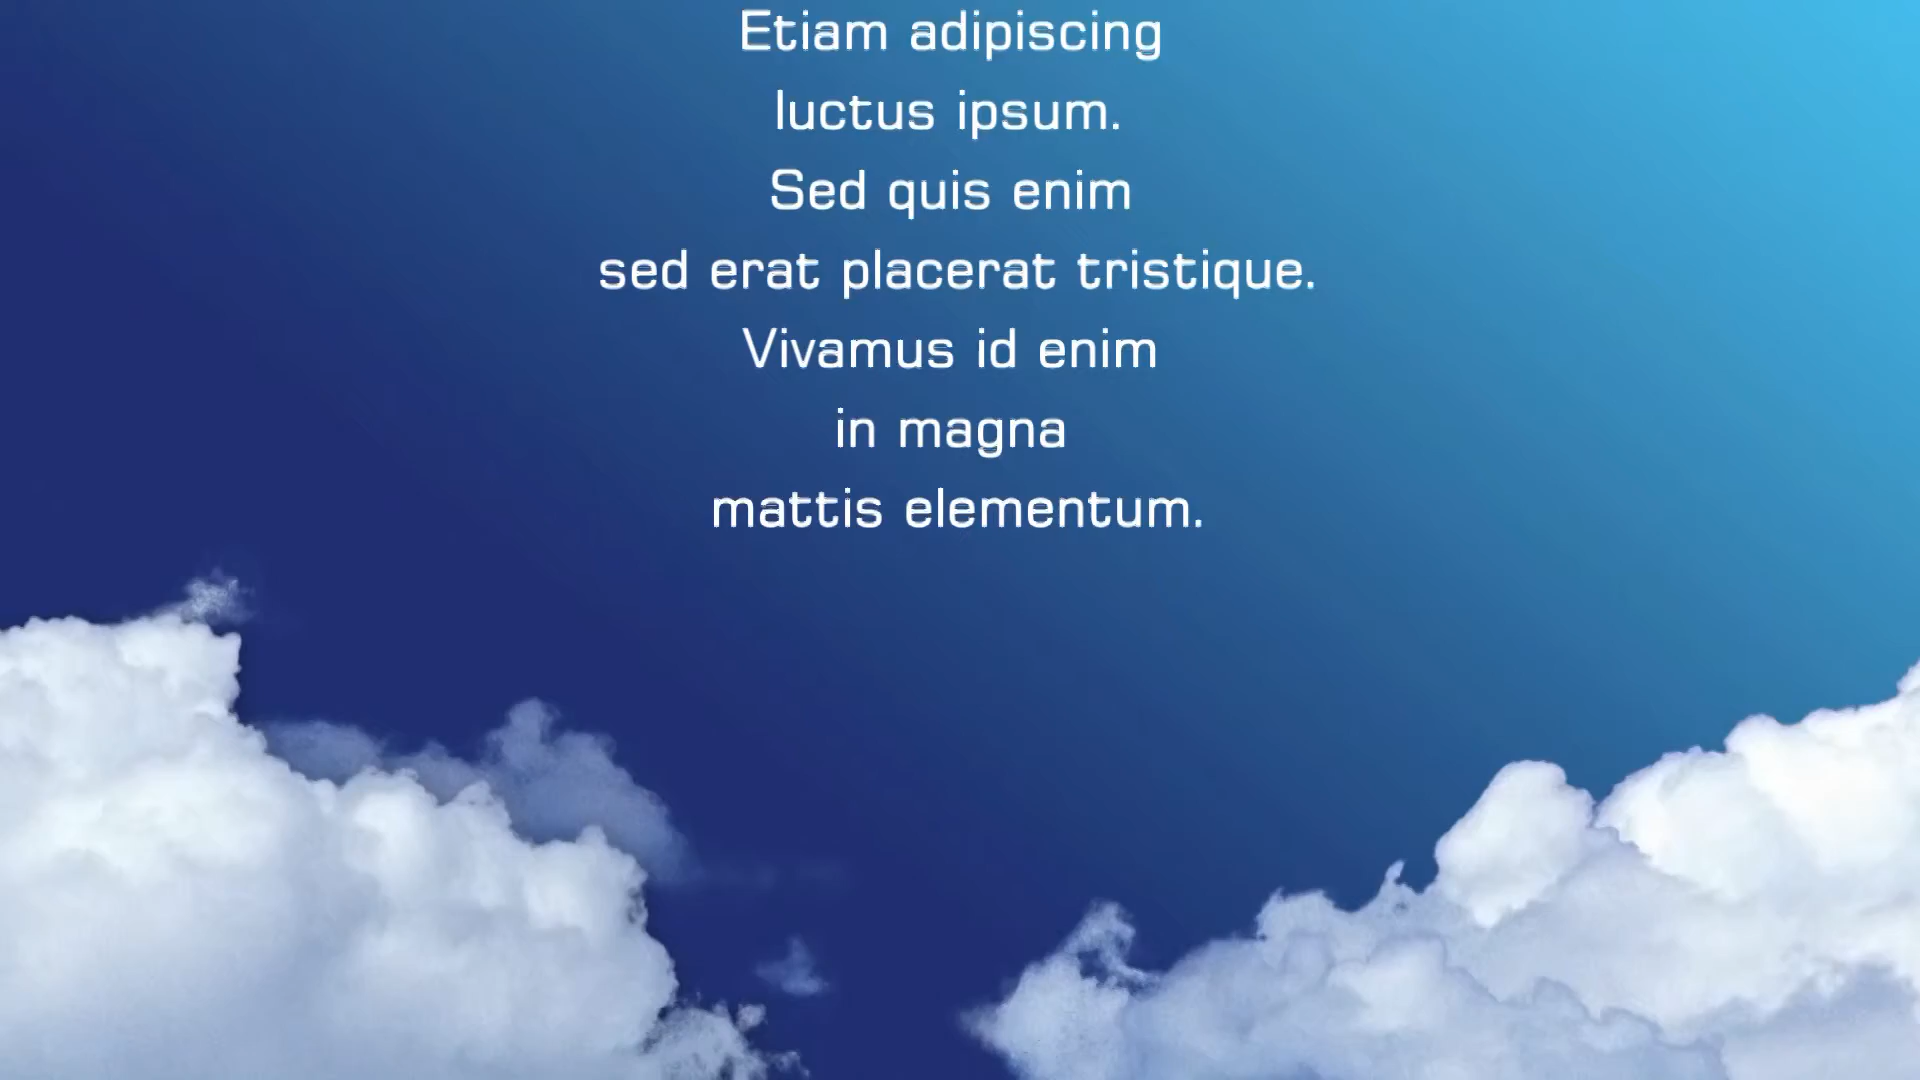 Etiam adipiscing
luctus ipsum.
Sed quis enim
sed erat placerat tristique.
Vivamus id enim
in magna
mattis elementum.